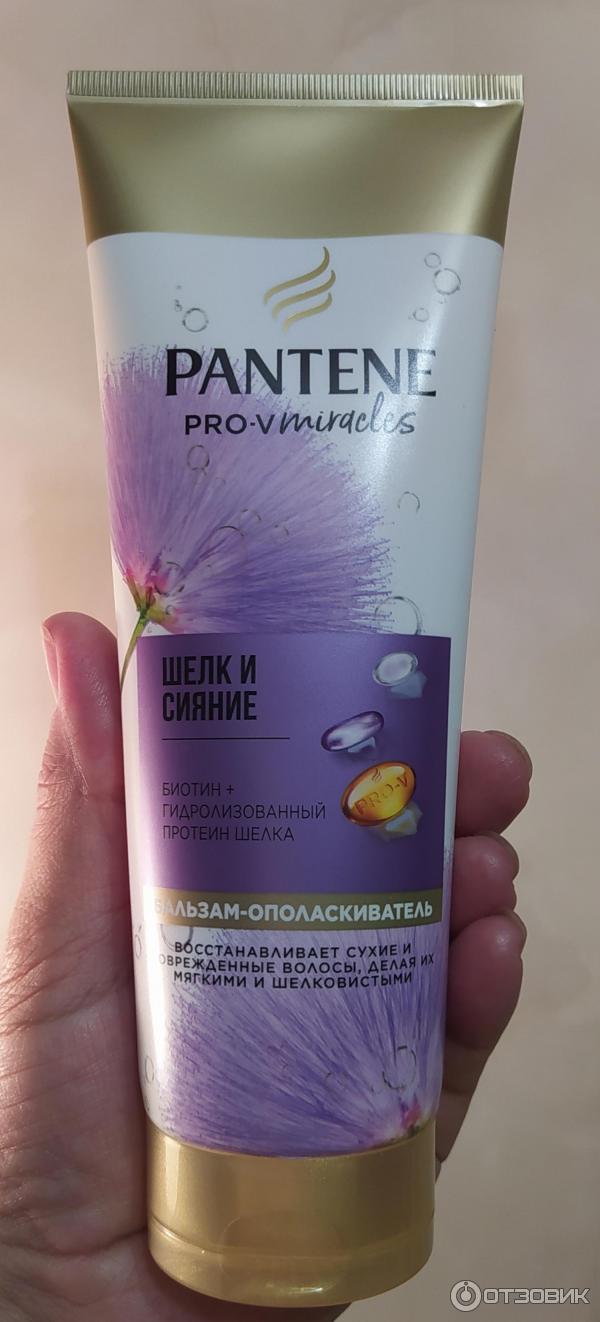 PANTENE
PRO-V miracles
ШЕЛК И
СИЯНИЕ
БИОТИН +
ГИДРОЛИЗОВАННЫЙ
ПРОТЕИН ШЕЛКА
PRO-V
БАЛЬЗАМ-ОПОЛАСКИВАТЕЛЬ
ВОССТАНАВЛИВАЕТ СУХИЕ И
ОВРЕЖДЕННЫЕ ВОЛОСЫ, ДЕЛАЯ ИХ
МЯГКИМИ И ШЕЛКОВИСТЫМИ
ОТЗОВИК